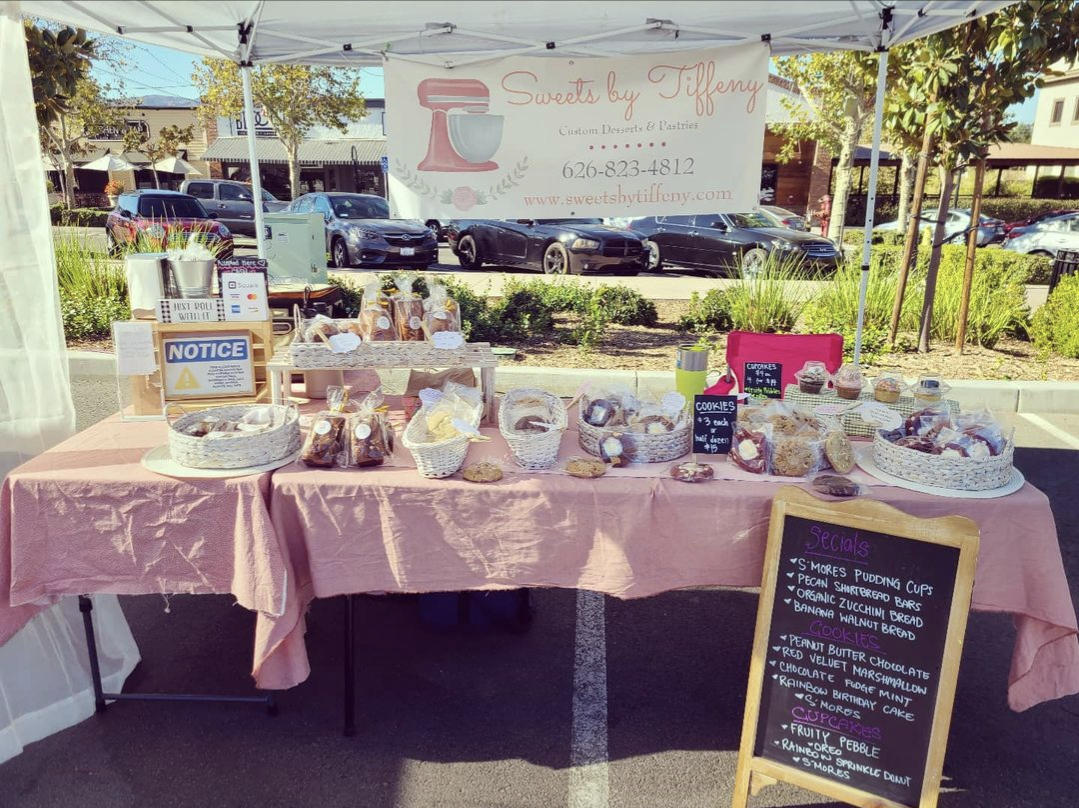 Sweets by Tiffeny
Custom Desserts & Pastries
626-823-4812
www.sweetsbytiffeny.com
Square
JUST ROLL
WITH IT
NOTICE
CUPCAKES
COOKIES
$3 each
or
half dozen
$15
Secials
S'MORES PUDDING CUPS
PECAN SHORTBREAD BARS
ORGANIC ZUCCHINI BREAD
BANANA WALNUT BREAD
COOKIES
PEANUT BUTTER CHOCOLATE
RED VELVET MARSHMALLOW
CHOCOLATE FUDGE MINT
RAINBOW BIRTHDAY CAKE
S'MORES
CUPCAKES
FRUITY PEBBLE
OREO
RAINBOW SPRINKLE DONUT
S'MORES